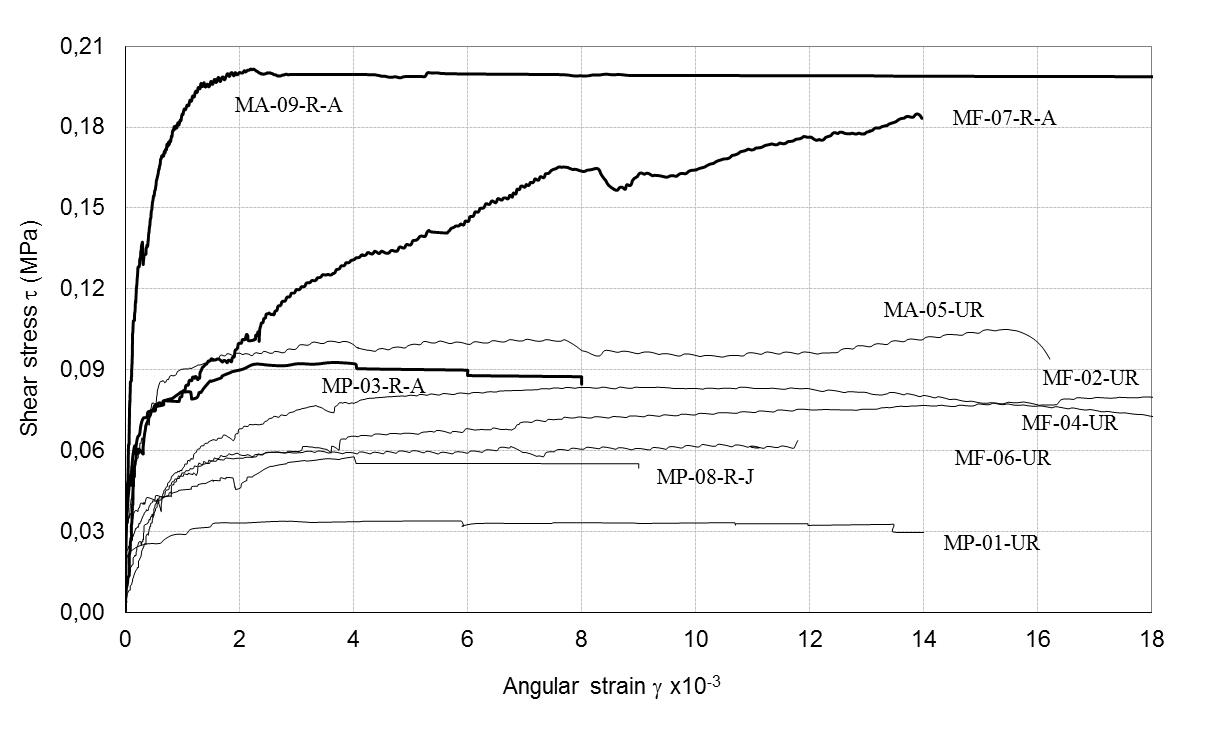 0,21
0,18
0,15
0,12
0,09
0,06
0,03
0,00
Shear stress τ (MPa)
MA-09-R-A
MF-07-R-A
MA-05-UR
MP-03-R-A
MF-02-UR
MF-04-UR
MF-06-UR
MP-08-R-J
MP-01-UR
0 2 4 6 8 10 12 14 16 18
Angular strain γ x10-3